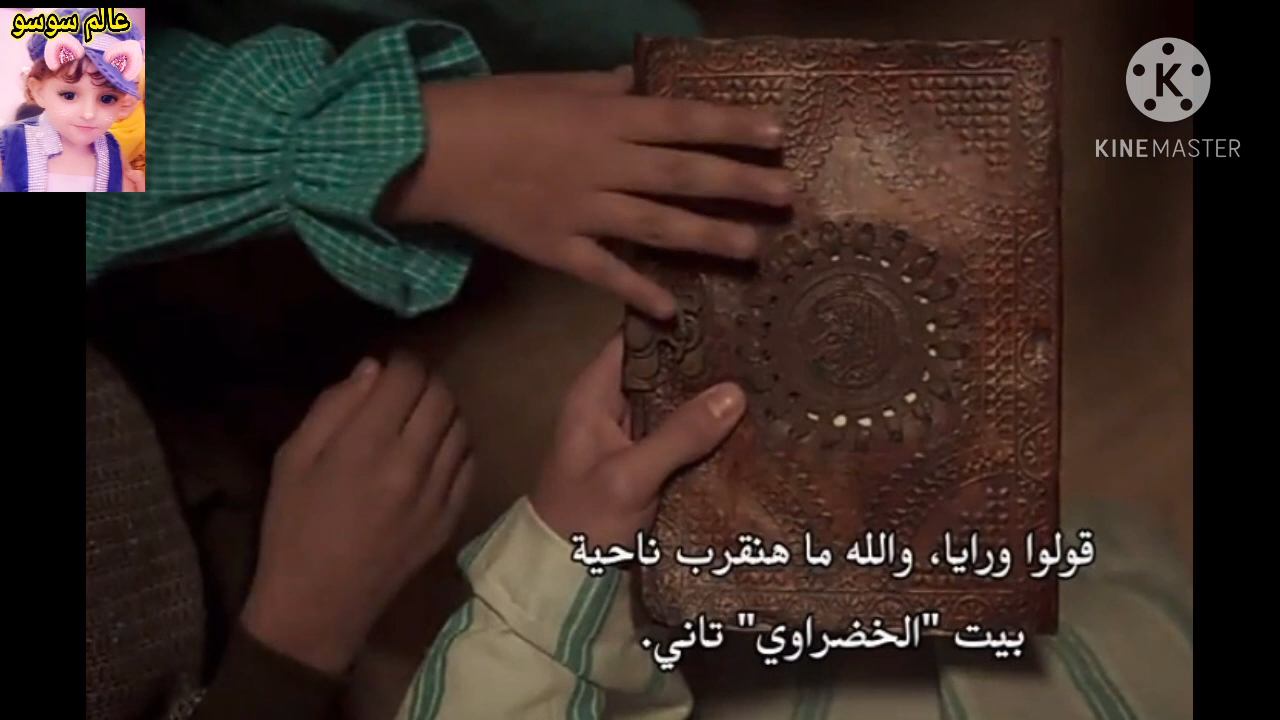 عالم سوسو
K
KINEMASTER
قولوا ورايا، والله ما هنقرب ناحية
بيت "الخضراوي" تاني.